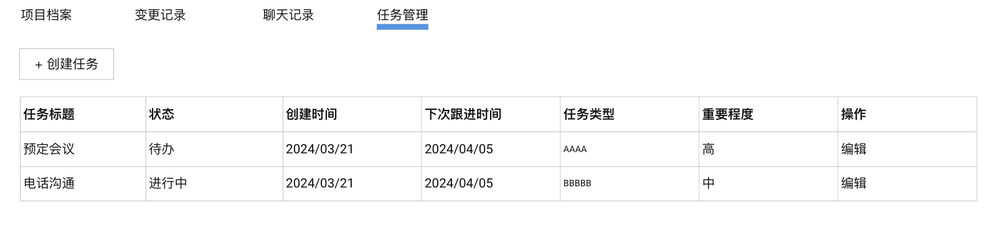 项目档案 变更记录 聊天记录 任务管理
+ 创建任务
任务标题 状态 创建时间 下次跟进时间 任务类型 重要程度 操作
预定会议 待办 2024/03/21 2024/04/05 AAAA 高 编辑
电话沟通 进行中 2024/03/21 2024/04/05 BBBBB 中 编辑